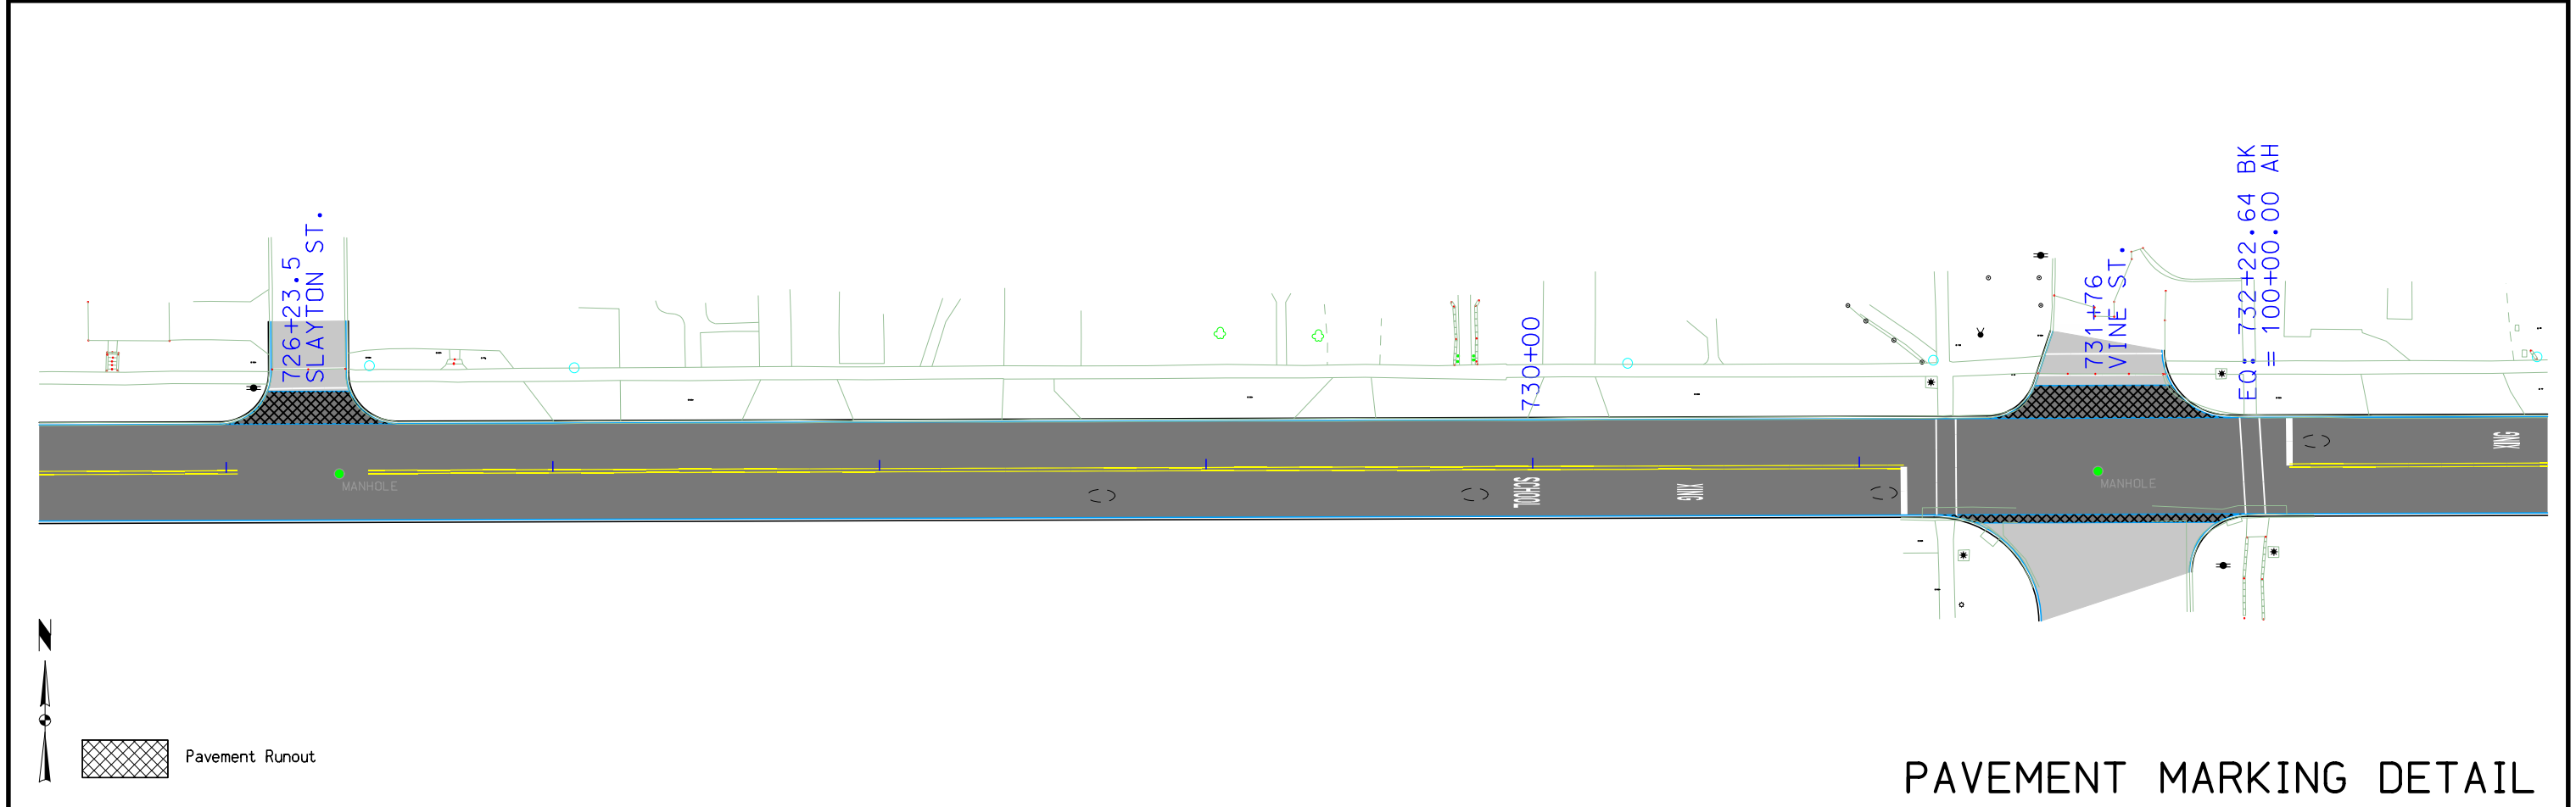 726+23.5
SLAYTON ST.
730+00
731+76
VINE ST.
EQ: 732+22.64 BK
= 100+00.00 AH
MANHOLE
SCHOOL
XING
MANHOLE
XING
N
Pavement Runout
PAVEMENT MARKING DETAIL